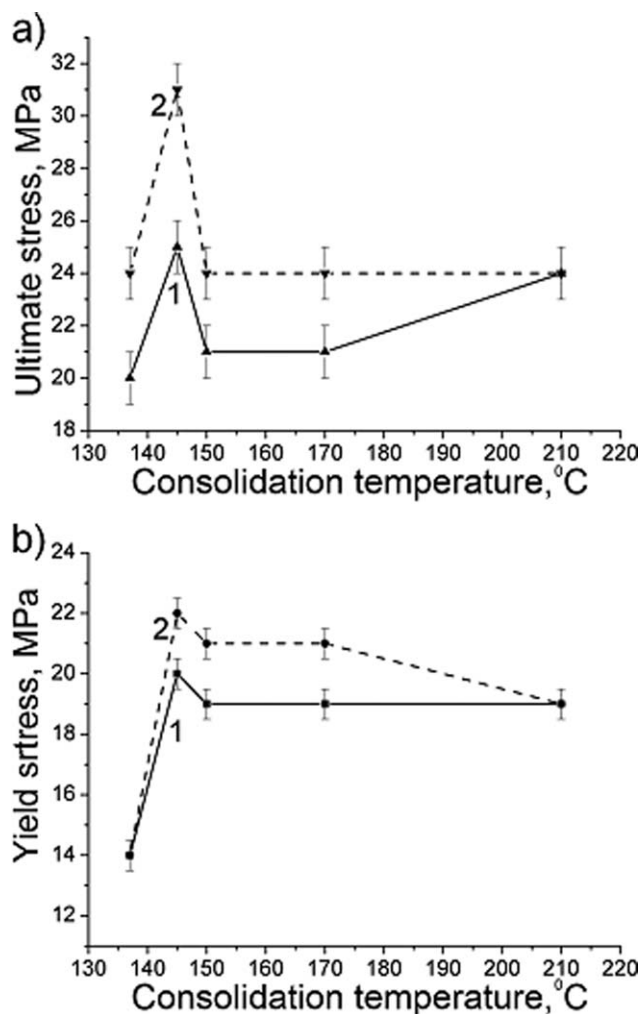 a)
Ultimate stress, MPa
32
30
28
26
24
22
20
18
2
1
130 140 150 160 170 180 190 200 210 220
Consolidation temperature,⁰C
b)
Yield srtress, MPa
24
22
20
18
16
14
12
2
1
130 140 150 160 170 180 190 200 210 220
Consolidation temperature,⁰C